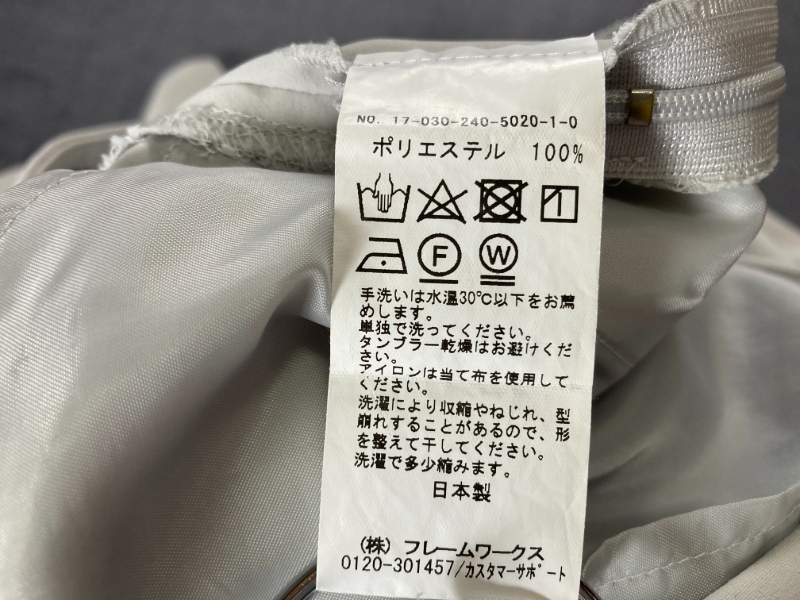 NO. 17-030-240-5020-1-0
ポリエステル 100%
F W
手洗いは水温30℃以下をお薦
めします。
単独で洗ってください。
タンブラー乾燥はお避けくだ
さい。
アイロンは当て布を使用して
ください。
洗濯により収縮やねじれ、型
崩れすることがあるので、形
を整えて干してください。
洗濯で多少縮みます。
日本製
(株) フレームワークス
0120-301457/カスタマーサポート